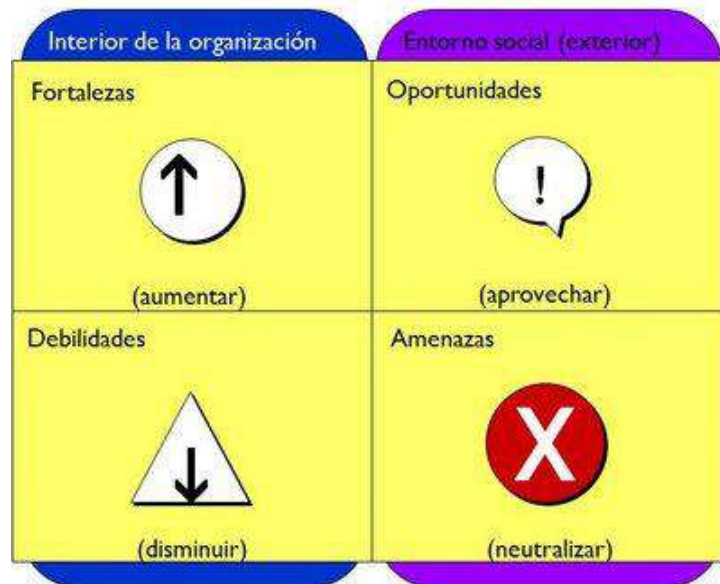 Interior de la organización
Entorno social (exterior)
Fortalezas
Oportunidades
!
(aumentar)
(aprovechar)
Debilidades
Amenazas
X
(disminuir)
(neutralizar)